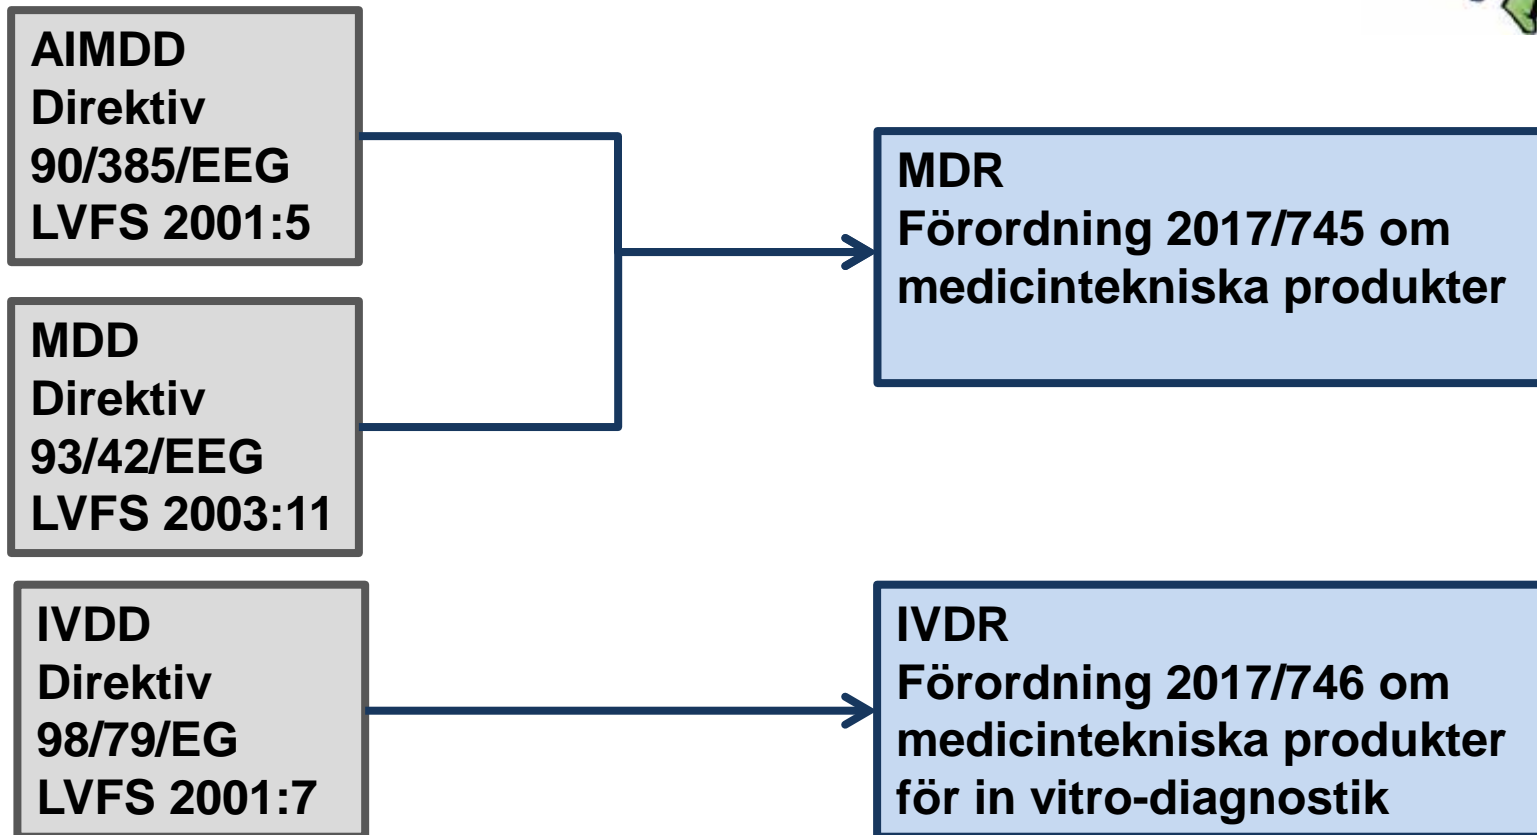 AIMDD
Direktiv
90/385/EEG
LVFS 2001:5
MDD
Direktiv
93/42/EEG
LVFS 2003:11
IVDD
Direktiv
98/79/EG
LVFS 2001:7
MDR
Förordning 2017/745 om
medicintekniska produkter
IVDR
Förordning 2017/746 om
medicintekniska produkter
för in vitro-diagnostik